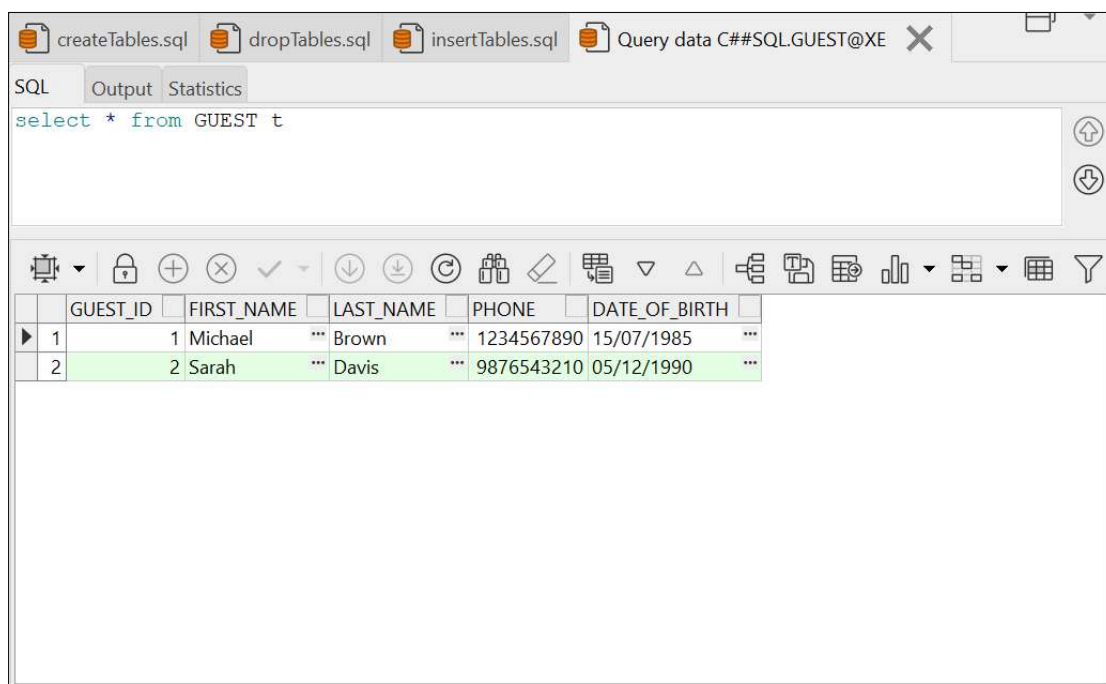 createTables.sql dropTables.sql insertTables.sql Query data C##SQL.GUEST@XE
SQL Output Statistics
select * from GUEST t
GUEST_ID FIRST_NAME LAST_NAME PHONE DATE_OF_BIRTH
1 1 Michael ... Brown ... 1234567890 15/07/1985 ...
2 2 Sarah ... Davis ... 9876543210 05/12/1990 ...